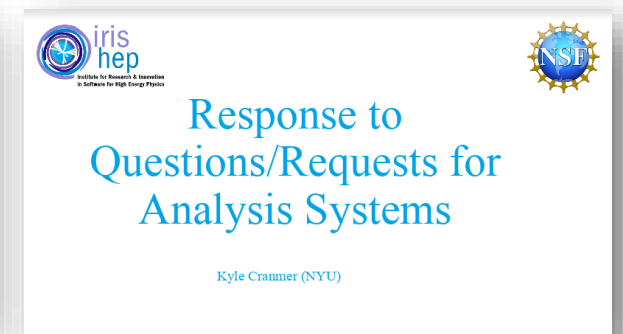 iris
hep
Institute for Research & Innovation
in Software for High Energy Physics
NSF
Response to
Questions/Requests for
Analysis Systems
Kyle Cranmer (NYU)